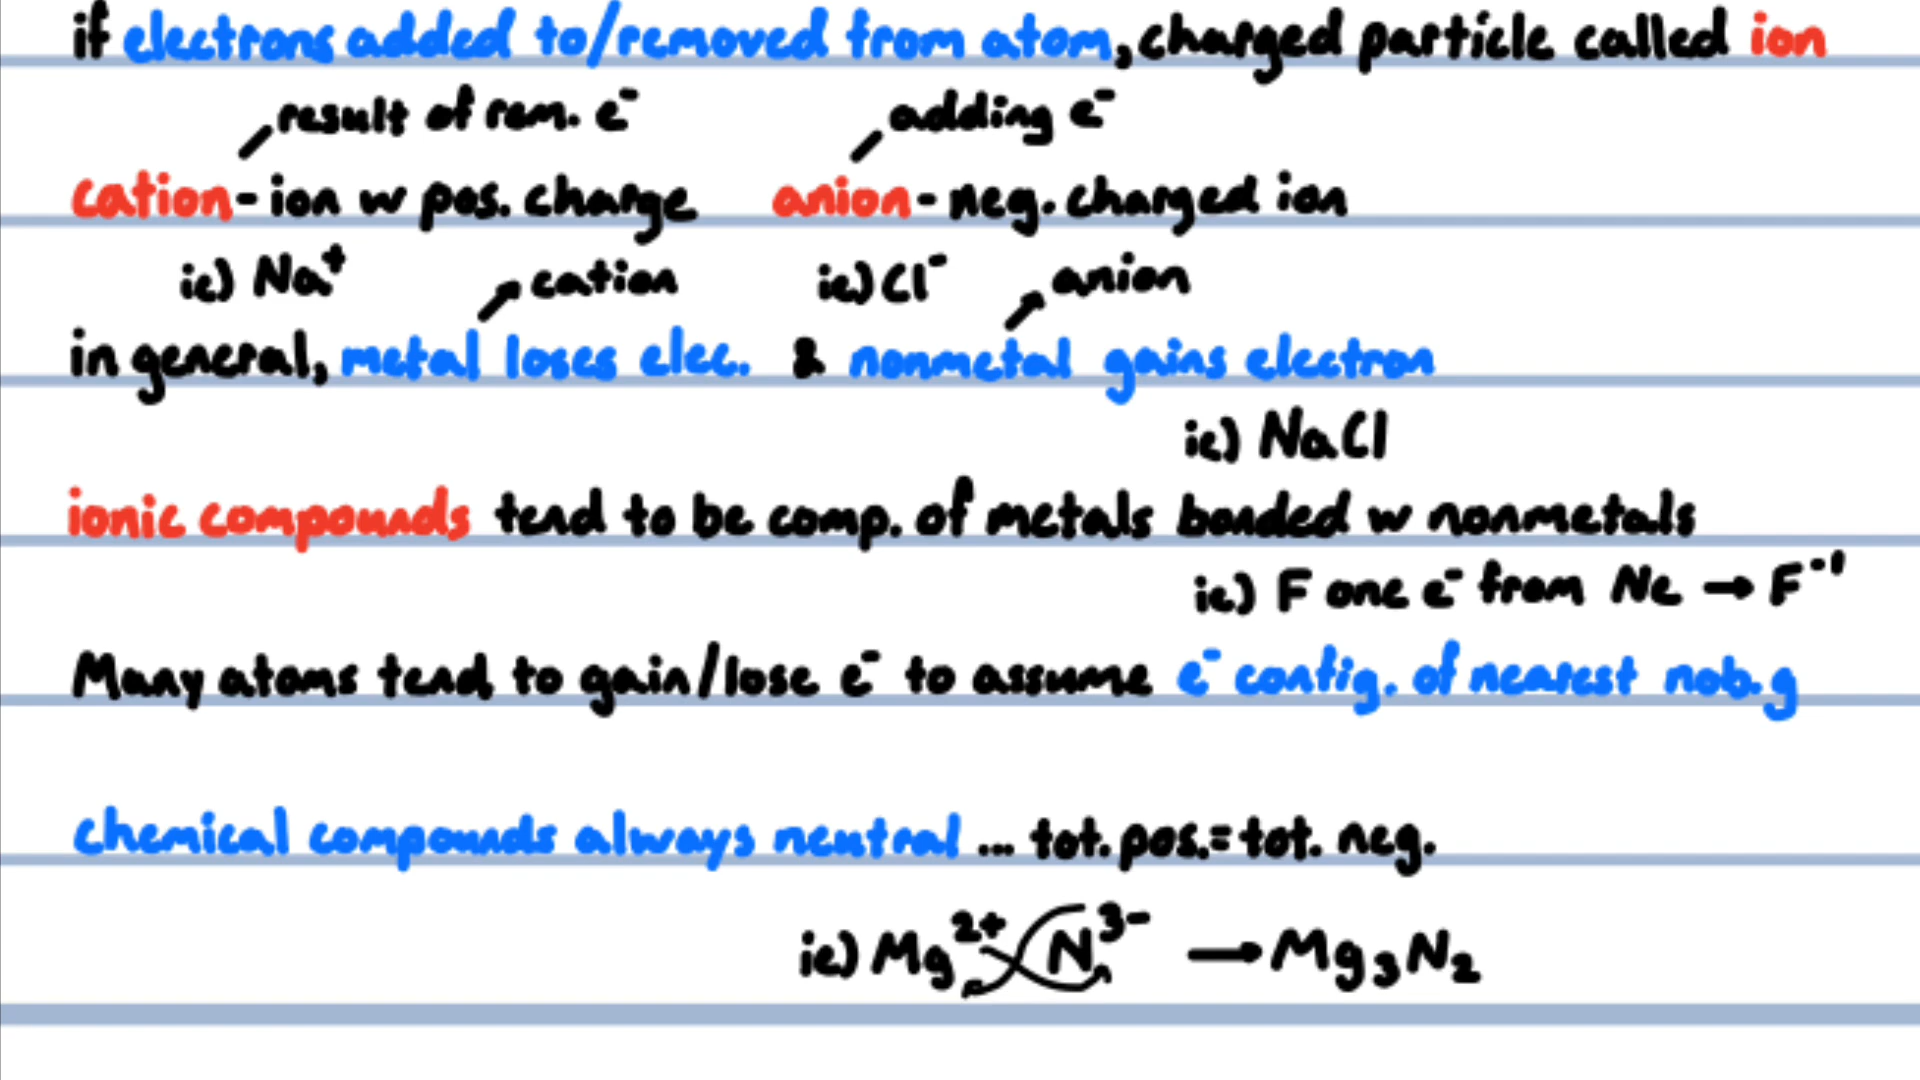 if electrons added to/removed from atom, charged particle called ion
result of rem. e⁻ adding e⁻
cation - ion w pos. charge anion - neg. charged ion
ie) Na⁺ cation ie) Cl⁻ anion
in general, metal loses elec. & nonmetal gains electron
ie) NaCl
ionic compounds tend to be comp. of metals bonded w nonmetals
ie) F one e⁻ from Ne → F⁻¹
Many atoms tend to gain/lose e⁻ to assume e⁻ config. of nearest nob. g
chemical compounds always neutral ... tot. pos. = tot. neg.
ie) Mg²⁺ N³⁻ → Mg₃N₂